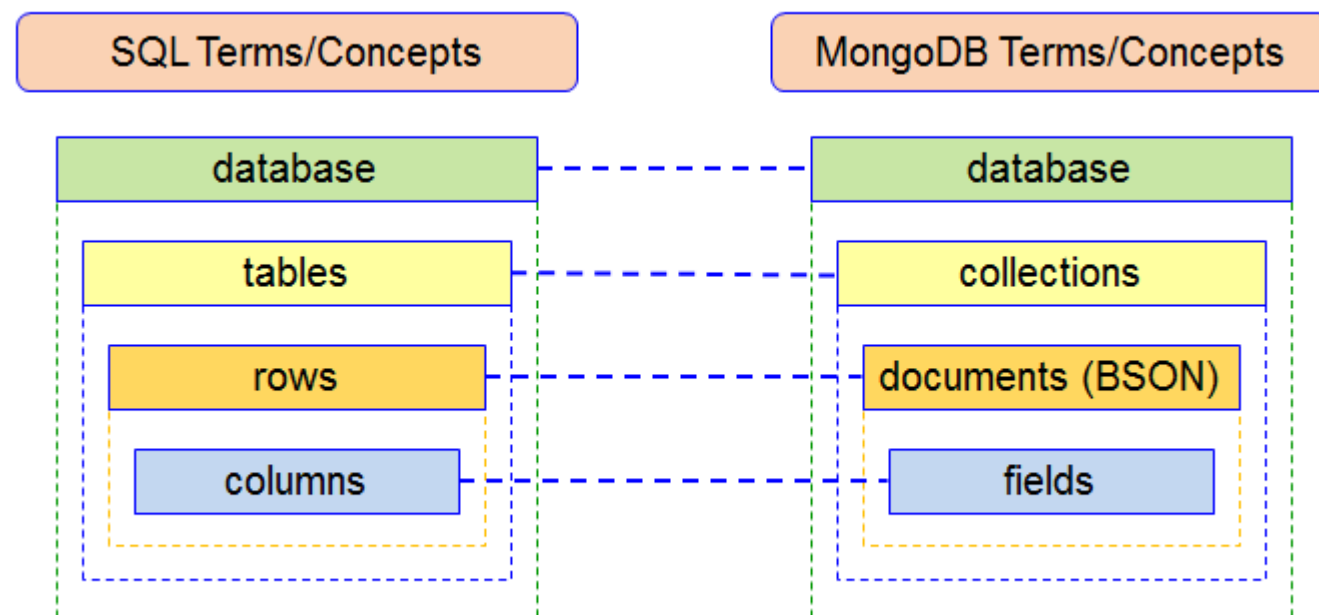 SQL Terms/Concepts
MongoDB Terms/Concepts
database
database
tables
collections
rows
documents (BSON)
columns
fields